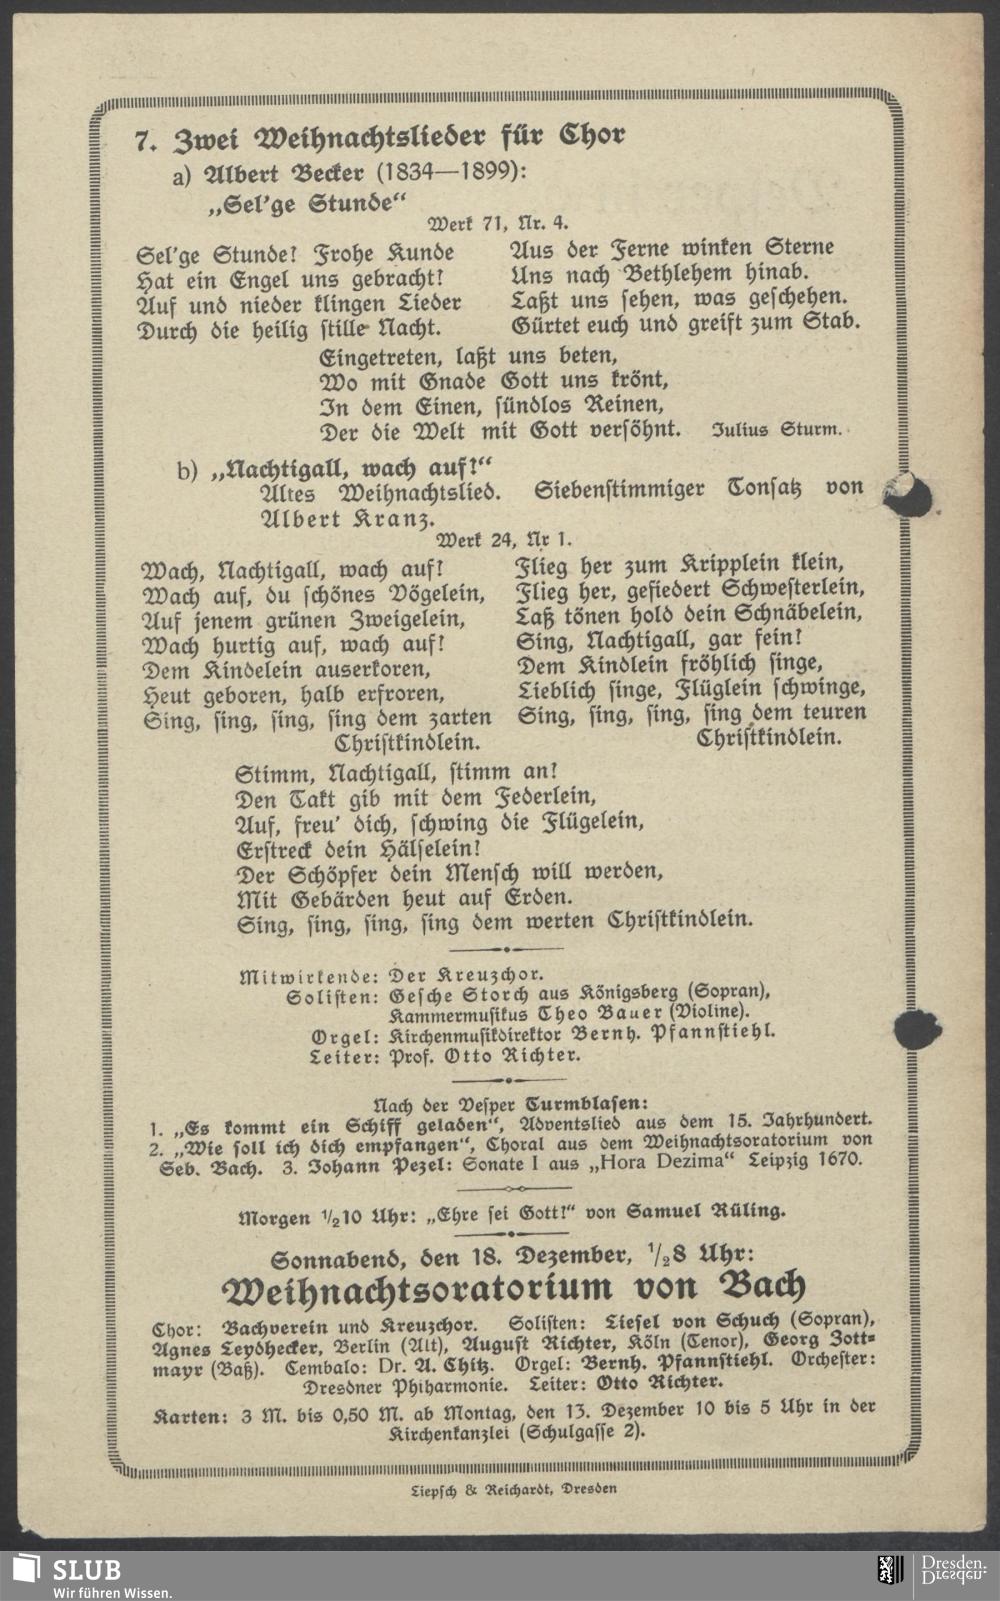 7. Zwei Weihnachtslieder für Chor
a) Albert Becker (1834—1899):
„Sel’ge Stunde“
Werk 71, Nr. 4.
Sel’ge Stunde! Frohe Kunde
Hat ein Engel uns gebracht!
Auf und nieder klingen Lieder
Durch die heilig stille Nacht.
Aus der Ferne winken Sterne
Uns nach Bethlehem hinab.
Laßt uns sehen, was geschehen.
Gürtet euch und greift zum Stab.
Eingetreten, laßt uns beten,
Wo mit Gnade Gott uns krönt,
In dem Einen, sündlos Reinen,
Der die Welt mit Gott versöhnt. Julius Sturm.
b) „Nachtigall, wach auf!“
Altes Weihnachtslied. Siebenstimmiger Tonsatz von
Albert Kranz.
Werk 24, Nr 1.
Wach, Nachtigall, wach auf!
Wach auf, du schönes Vögelein,
Auf jenem grünen Zweigelein,
Wach hurtig auf, wach auf!
Dem Kindelein auserkoren,
Heut geboren, halb erfroren,
Sing, sing, sing, sing dem zarten
Christkindlein.
Flieg her zum Kripplein klein,
Flieg her, gefiedert Schwesterlein,
Laß tönen hold dein Schnäbelein,
Sing, Nachtigall, gar fein!
Dem Kindlein fröhlich singe,
Lieblich singe, Flüglein schwinge,
Sing, sing, sing, sing dem teuren
Christkindlein.
Stimm, Nachtigall, stimm an!
Den Takt gib mit dem Federlein,
Auf, freu’ dich, schwing die Flügelein,
Erstreck dein Hälselein!
Der Schöpfer dein Mensch will werden,
Mit Gebärden heut auf Erden.
Sing, sing, sing, sing dem werten Christkindlein.
Mitwirkende: Der Kreuzchor.
Solisten: Gesche Storch aus Königsberg (Sopran),
Kammermusikus Theo Bauer (Violine).
Orgel: Kirchenmusikdirektor Bernh. Pfannstiehl.
Leiter: Prof. Otto Richter.
Nach der Vesper Turmblasen:
1. „Es kommt ein Schiff geladen“, Adventslied aus dem 15. Jahrhundert.
2. „Wie soll ich dich empfangen“, Choral aus dem Weihnachtsoratorium von
Seb. Bach. 3. Johann Pezel: Sonate I aus „Hora Dezima“ Leipzig 1670.
Morgen ½10 Uhr: „Ehre sei Gott!“ von Samuel Rüling.
Sonnabend, den 18. Dezember, ½8 Uhr:
Weihnachtsoratorium von Bach
Chor: Bachverein und Kreuzchor. Solisten: Liesel von Schuch (Sopran),
Agnes Leydhecker, Berlin (Alt), August Richter, Köln (Tenor), Georg Zott-
mayr (Baß). Cembalo: Dr. A. Chitz. Orgel: Bernh. Pfannstiehl. Orchester:
Dresdner Phiharmonie. Leiter: Otto Richter.
Karten: 3 M. bis 0,50 M. ab Montag, den 13. Dezember 10 bis 5 Uhr in der
Kirchenkanzlei (Schulgasse 2).
Liepsch & Reichardt, Dresden
SLUB
Wir führen Wissen.
Dresden.
Dresden.